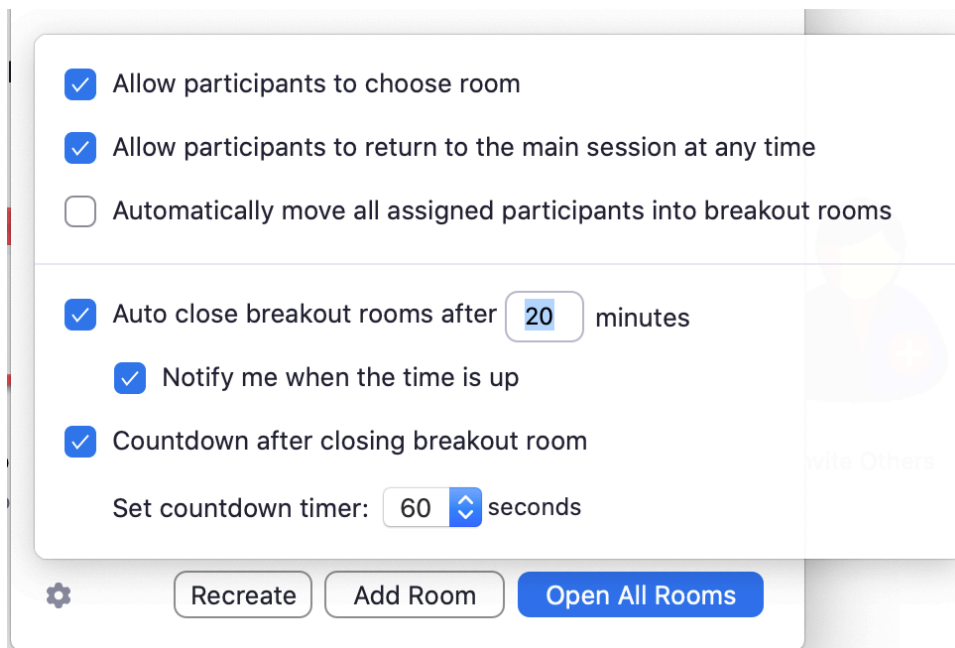 Allow participants to choose room
Allow participants to return to the main session at any time
Automatically move all assigned participants into breakout rooms
Auto close breakout rooms after 20 minutes
Notify me when the time is up
Countdown after closing breakout room
nvite Others
Set countdown timer: 60 seconds
Recreate Add Room Open All Rooms